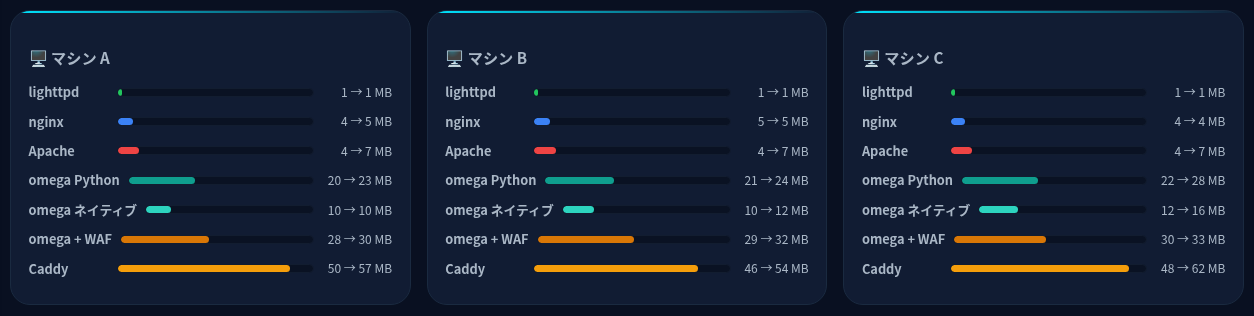 マシン A
lighttpd 1 → 1 MB
nginx 4 → 5 MB
Apache 4 → 7 MB
omega Python 20 → 23 MB
omega ネイティブ 10 → 10 MB
omega + WAF 28 → 30 MB
Caddy 50 → 57 MB
マシン B
lighttpd 1 → 1 MB
nginx 5 → 5 MB
Apache 4 → 7 MB
omega Python 21 → 24 MB
omega ネイティブ 10 → 12 MB
omega + WAF 29 → 32 MB
Caddy 46 → 54 MB
マシン C
lighttpd 1 → 1 MB
nginx 4 → 4 MB
Apache 4 → 7 MB
omega Python 22 → 28 MB
omega ネイティブ 12 → 16 MB
omega + WAF 30 → 33 MB
Caddy 48 → 62 MB